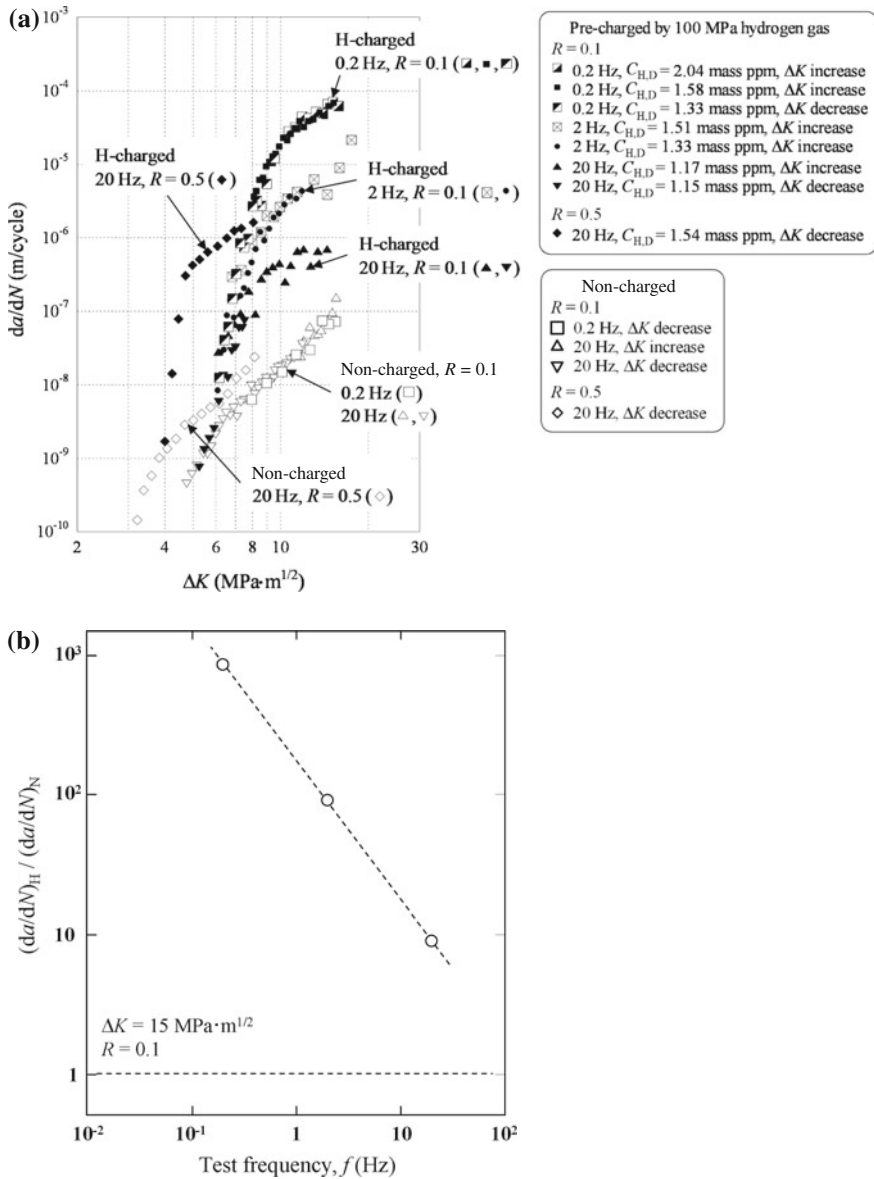 (a)
da/dN (m/cycle)
10⁻⁴
10⁻⁵
10⁻⁶
10⁻⁷
10⁻⁸
10⁻⁹
10⁻¹⁰
2
4
6
8
10
30
ΔK (MPa·m¹/²)
H-charged
0.2 Hz, R = 0.1 (◪, ■, ◩)
H-charged
20 Hz, R = 0.5 (◆)
H-charged
2 Hz, R = 0.1 (⊠, •)
H-charged
20 Hz, R = 0.1 (▲, ▼)
Non-charged, R = 0.1
0.2 Hz (□)
20 Hz (△, ▽)
Non-charged
20 Hz, R = 0.5 (◇)
Pre-charged by 100 MPa hydrogen gas
R = 0.1
◪ 0.2 Hz, C_H,D = 2.04 mass ppm, ΔK increase
■ 0.2 Hz, C_H,D = 1.58 mass ppm, ΔK increase
◩ 0.2 Hz, C_H,D = 1.33 mass ppm, ΔK decrease
⊠ 2 Hz, C_H,D = 1.51 mass ppm, ΔK increase
• 2 Hz, C_H,D = 1.33 mass ppm, ΔK increase
▲ 20 Hz, C_H,D = 1.17 mass ppm, ΔK increase
▼ 20 Hz, C_H,D = 1.15 mass ppm, ΔK decrease
R = 0.5
◆ 20 Hz, C_H,D = 1.54 mass ppm, ΔK decrease
Non-charged
R = 0.1
□ 0.2 Hz, ΔK decrease
△ 20 Hz, ΔK increase
▽ 20 Hz, ΔK decrease
R = 0.5
◇ 20 Hz, ΔK decrease
(b)
(da/dN)_H / (da/dN)_N
10³
10²
10
1
ΔK = 15 MPa·m¹/²
R = 0.1
10⁻²
10⁻¹
1
10
10²
Test frequency, f (Hz)